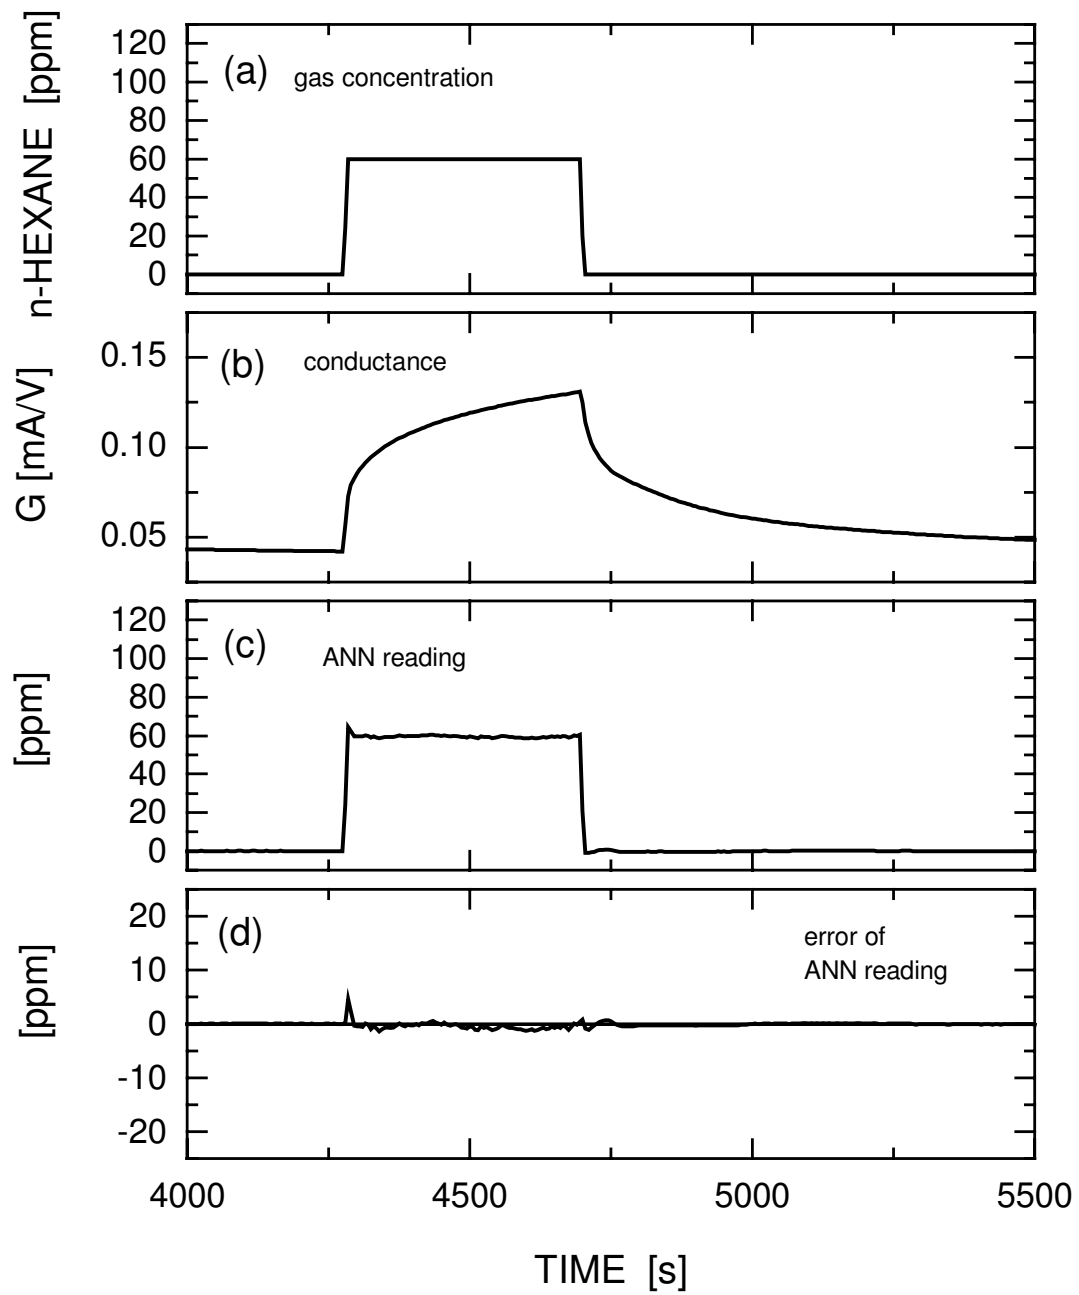 n-HEXANE [ppm]
120
100
80
60
40
20
0
(a)
gas concentration
G [mA/V]
0.15
0.10
0.05
(b)
conductance
[ppm]
120
100
80
60
40
20
0
(c)
ANN reading
[ppm]
20
10
0
-10
-20
(d)
error of
ANN reading
4000 4500 5000 5500
TIME [s]